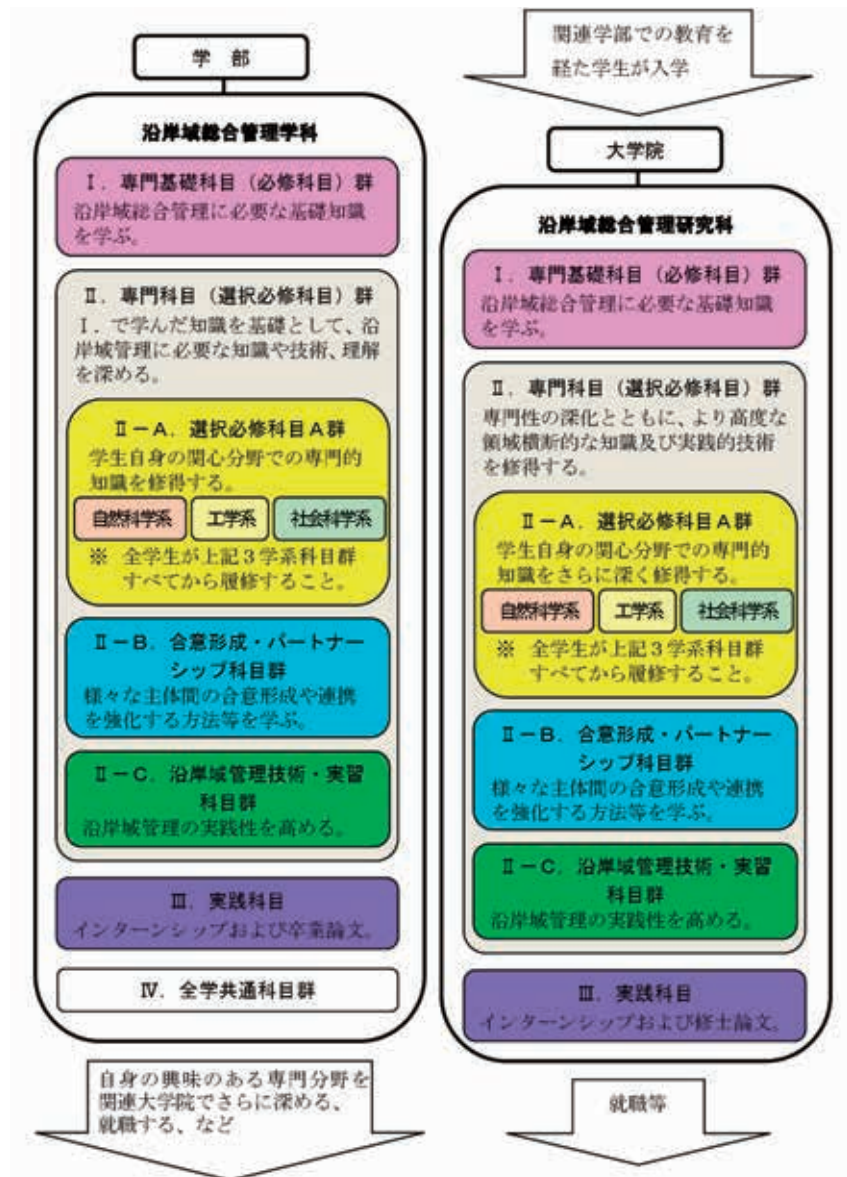 学 部
沿岸域総合管理学科
Ⅰ．専門基礎科目（必修科目）群
沿岸域総合管理に必要な基礎知識
を学ぶ。
Ⅱ．専門科目（選択必修科目）群
Ⅰ．で学んだ知識を基礎として、沿
岸域管理に必要な知識や技術、理解
を深める。
Ⅱ－Ａ．選択必修科目Ａ群
学生自身の関心分野での専門的
知識を修得する。
自然科学系 工学系 社会科学系
※ 全学生が上記３学系科目群
すべてから履修すること。
Ⅱ－Ｂ．合意形成・パートナー
シップ科目群
様々な主体間の合意形成や連携
を強化する方法等を学ぶ。
Ⅱ－Ｃ．沿岸域管理技術・実習
科目群
沿岸域管理の実践性を高める。
Ⅲ．実践科目
インターンシップおよび卒業論文。
Ⅳ．全学共通科目群
自身の興味のある専門分野を
関連大学院でさらに深める、
就職する、など
関連学部での教育を
経た学生が入学
大学院
沿岸域総合管理研究科
Ⅰ．専門基礎科目（必修科目）群
沿岸域総合管理に必要な基礎知識
を学ぶ。
Ⅱ．専門科目（選択必修科目）群
専門性の深化とともに、より高度な
領域横断的な知識及び実践的技術
を修得する。
Ⅱ－Ａ．選択必修科目Ａ群
学生自身の関心分野での専門的
知識をさらに深く修得する。
自然科学系 工学系 社会科学系
※ 全学生が上記３学系科目群
すべてから履修すること。
Ⅱ－Ｂ．合意形成・パートナー
シップ科目群
様々な主体間の合意形成や連携
を強化する方法等を学ぶ。
Ⅱ－Ｃ．沿岸域管理技術・実習
科目群
沿岸域管理の実践性を高める。
Ⅲ．実践科目
インターンシップおよび修士論文。
就職等